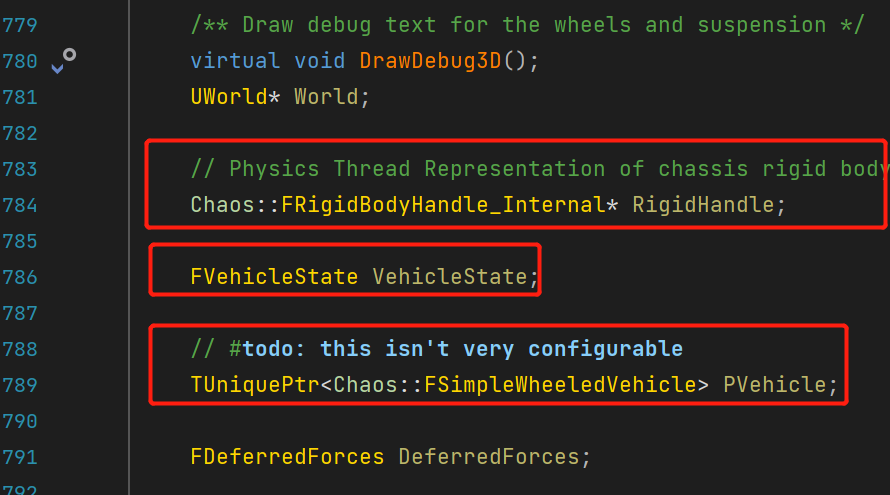 779 /** Draw debug text for the wheels and suspension */
780 virtual void DrawDebug3D();
781 UWorld* World;
782
783 // Physics Thread Representation of chassis rigid body
784 Chaos::FRigidBodyHandle_Internal* RigidHandle;
785
786 FVehicleState VehicleState;
787
788 // #todo: this isn't very configurable
789 TUniquePtr<Chaos::FSimpleWheeledVehicle> PVehicle;
790
791 FDeferredForces DeferredForces;
792